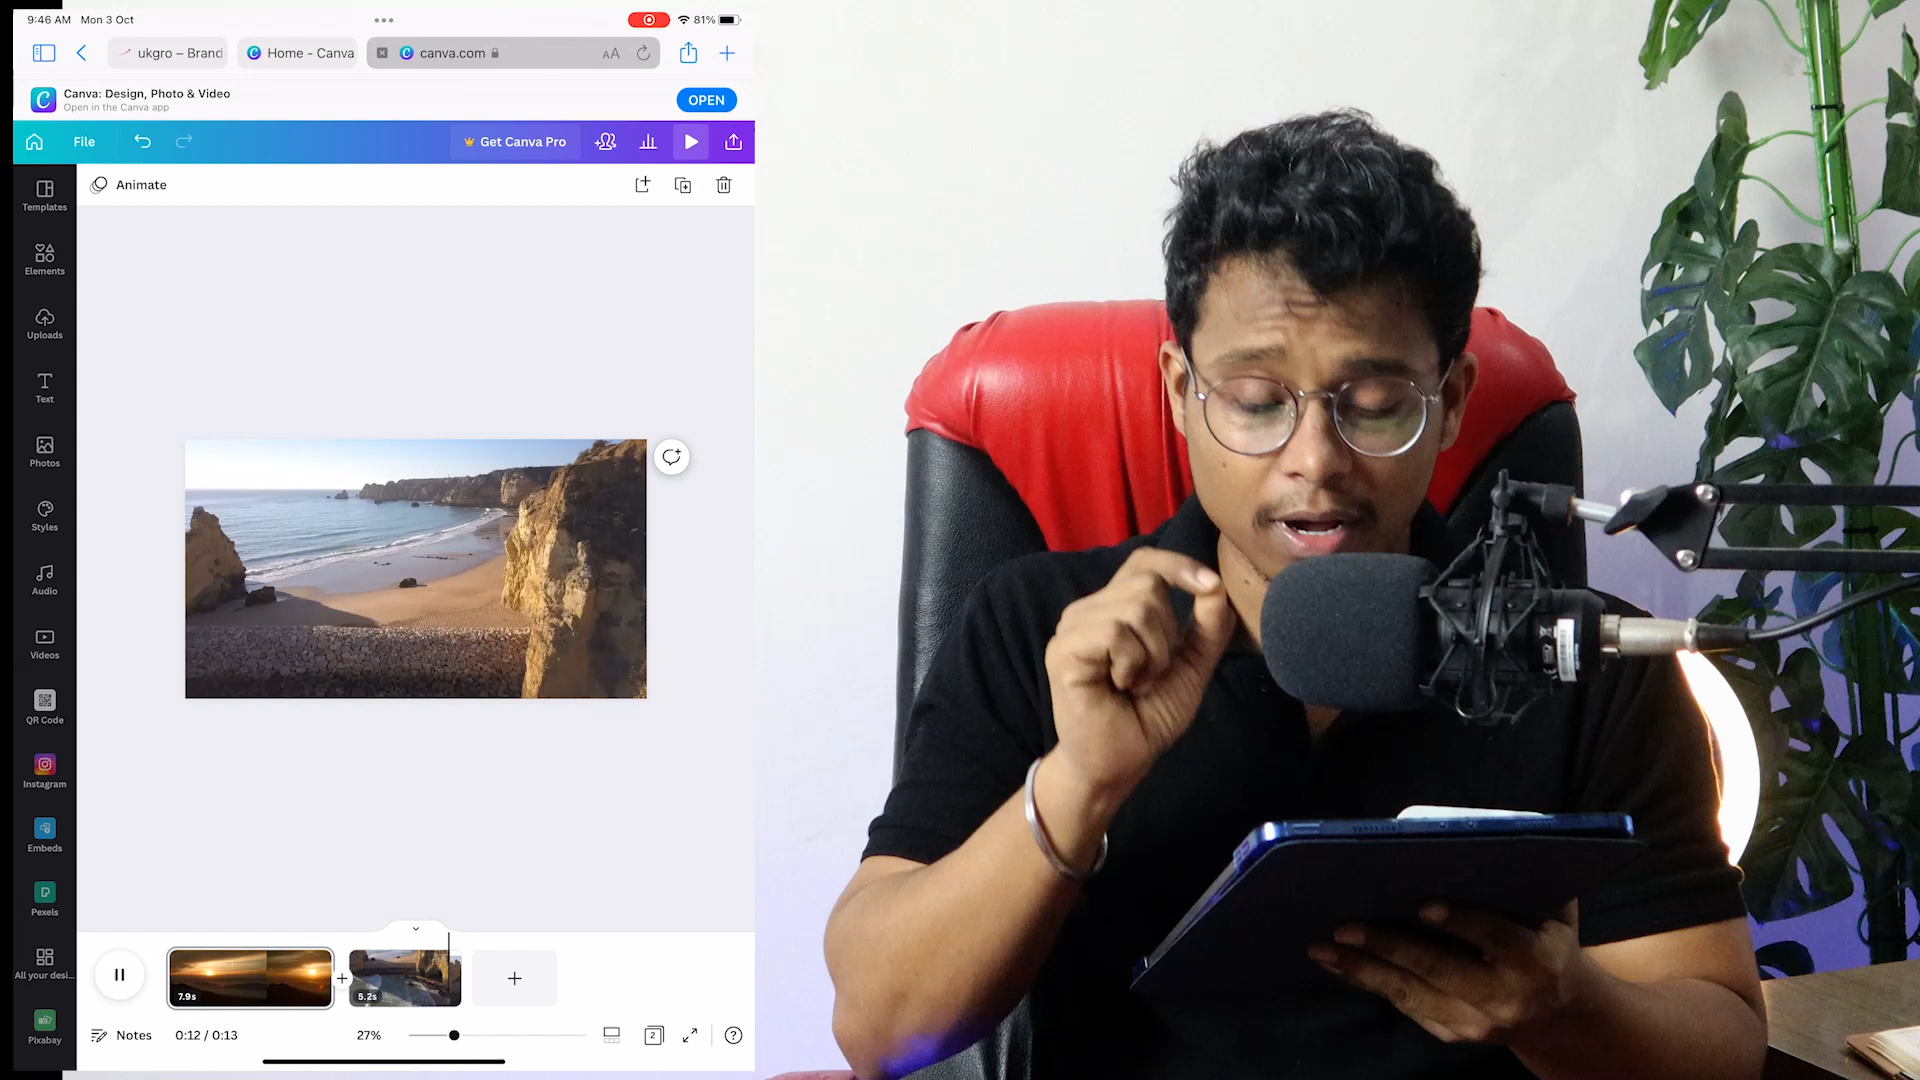 9:46 AM Mon 3 Oct
81%
ukgro – Brand
Home - Canva
canva.com
AA
Canva: Design, Photo & Video
Open in the Canva app
OPEN
File
Get Canva Pro
Animate
Templates
Elements
Uploads
Text
Photos
Styles
Audio
Videos
QR Code
Instagram
Embeds
Pexels
All your desi...
Pixabay
7.9s
5.2s
Notes
0:12 / 0:13
27%
2